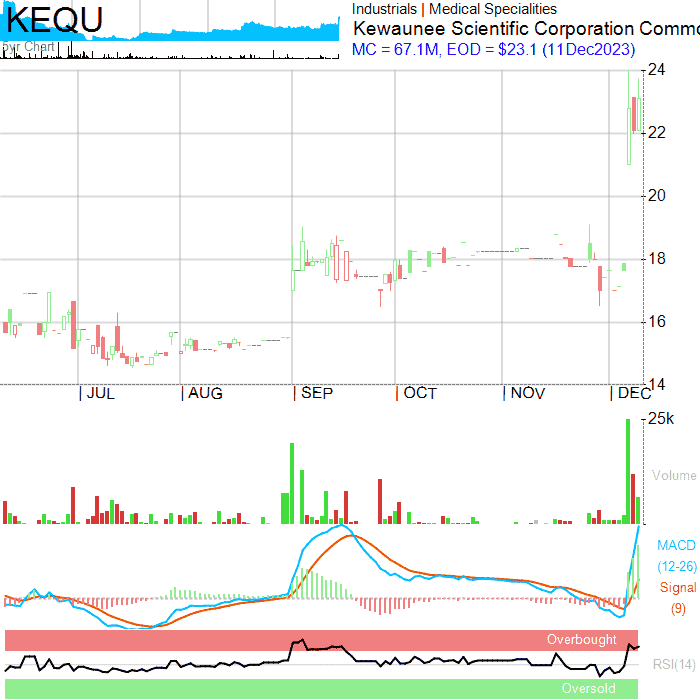 KEQU
5yr Chart
Industrials | Medical Specialities
Kewaunee Scientific Corporation Commo
MC = 67.1M, EOD = $23.1 (11Dec2023)
24
22
20
18
16
14
| JUL | AUG | SEP | OCT | NOV | DEC
25k
Volume
MACD
(12-26)
Signal
(9)
Overbought
RSI(14)
Oversold